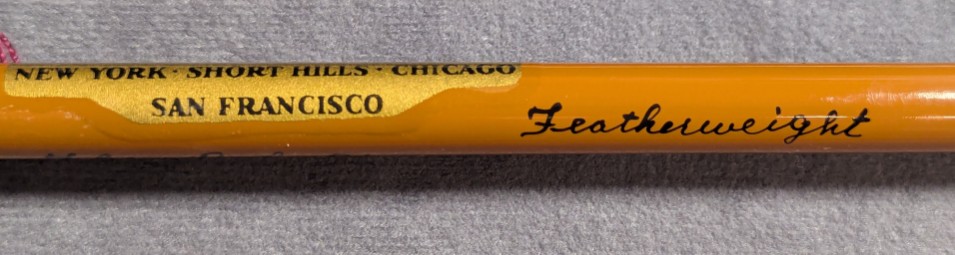 NEW YORK · SHORT HILLS · CHICAGO
SAN FRANCISCO
Featherweight